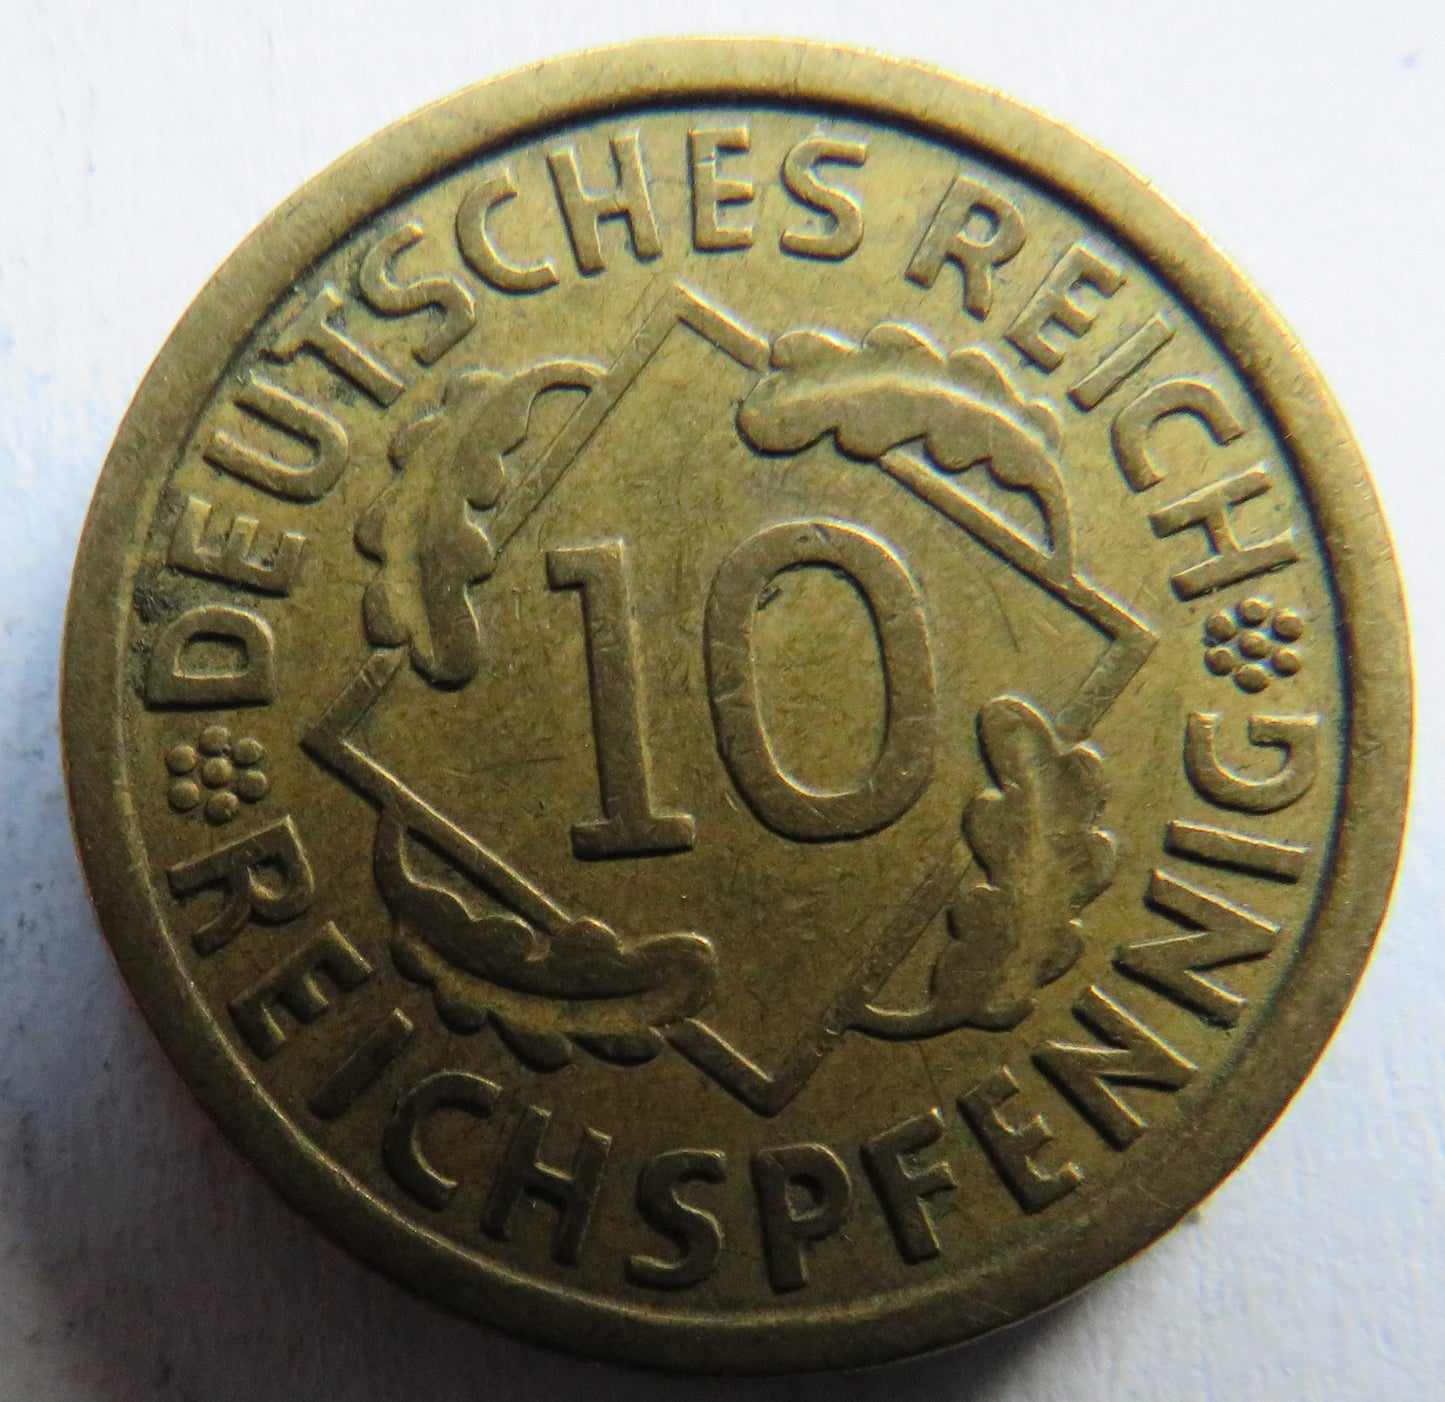 DEUTSCHES REICH
10
REICHSPFENNIG